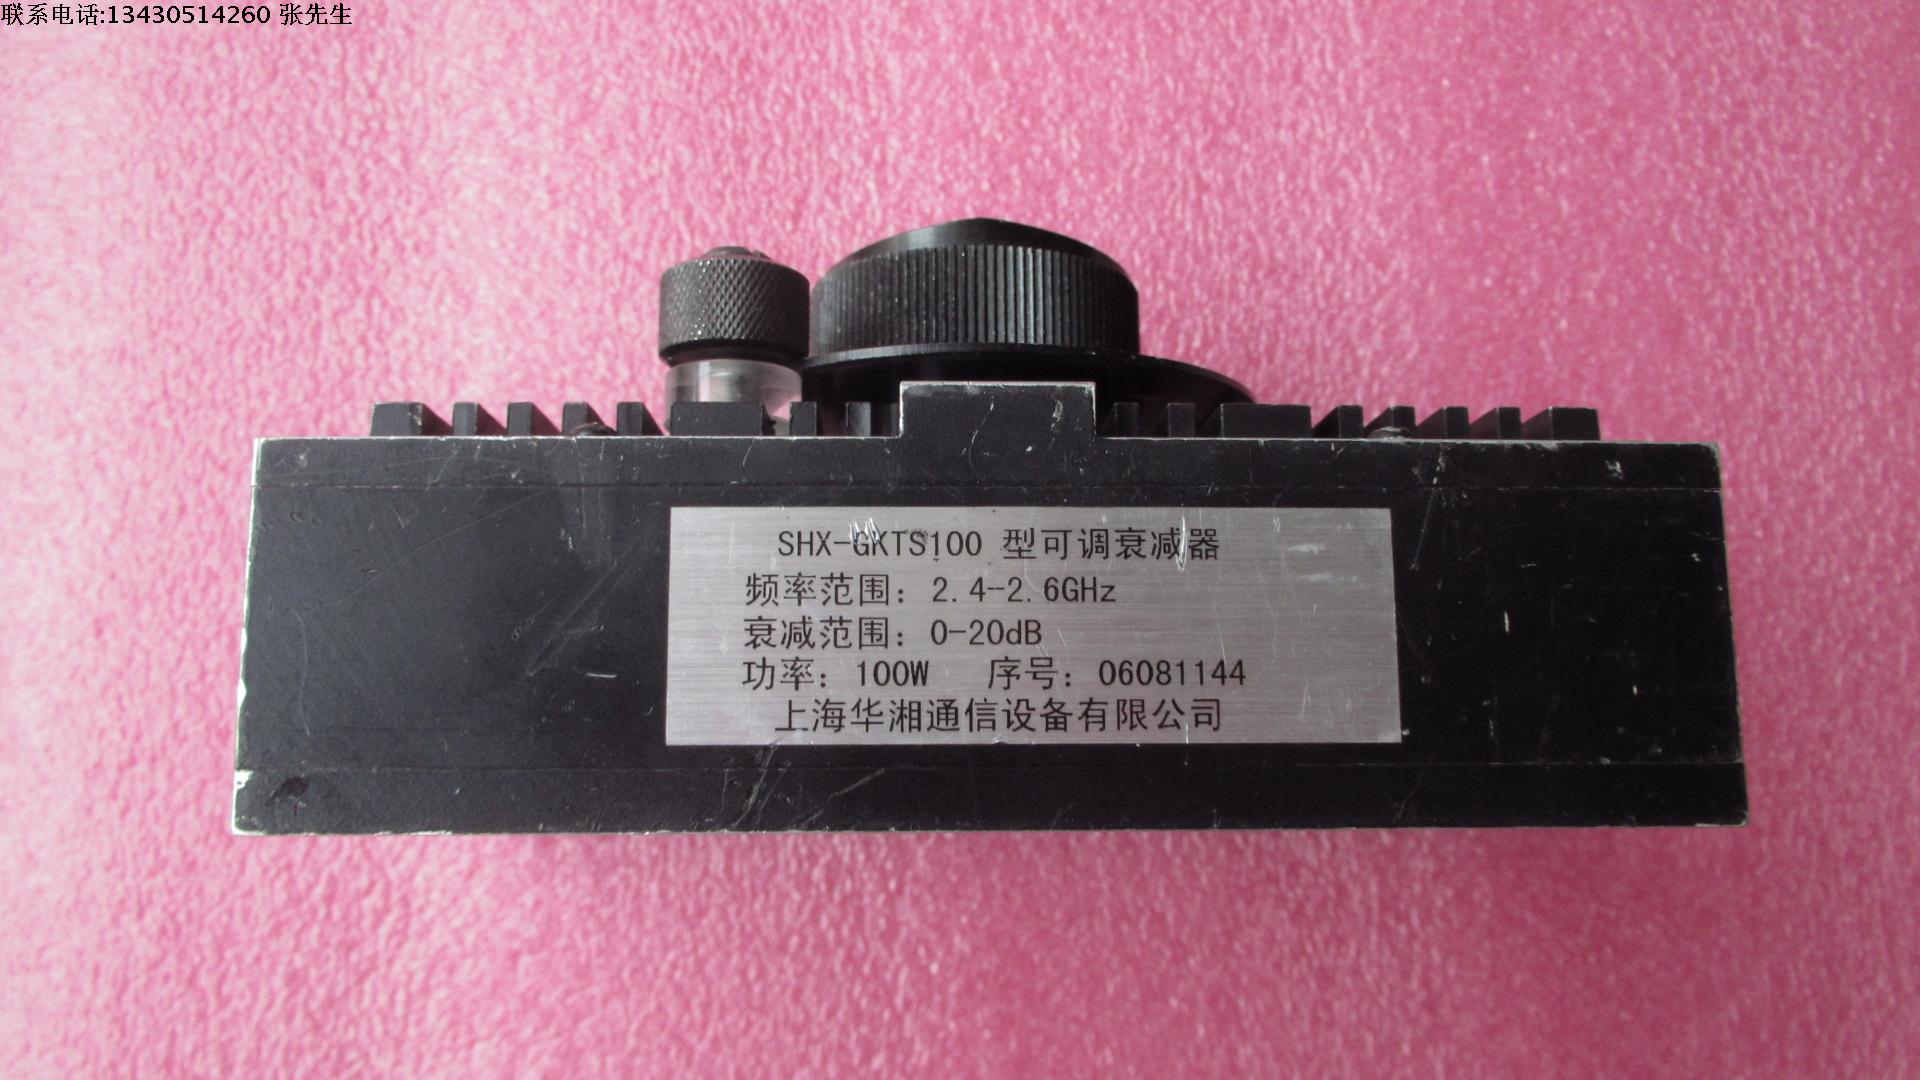 联系电话:13430514260 张先生
SHX-GKTS100 型可调衰减器
频率范围：2.4-2.6GHz
衰减范围：0-20dB
功率：100W 序号：06081144
上海华湘通信设备有限公司